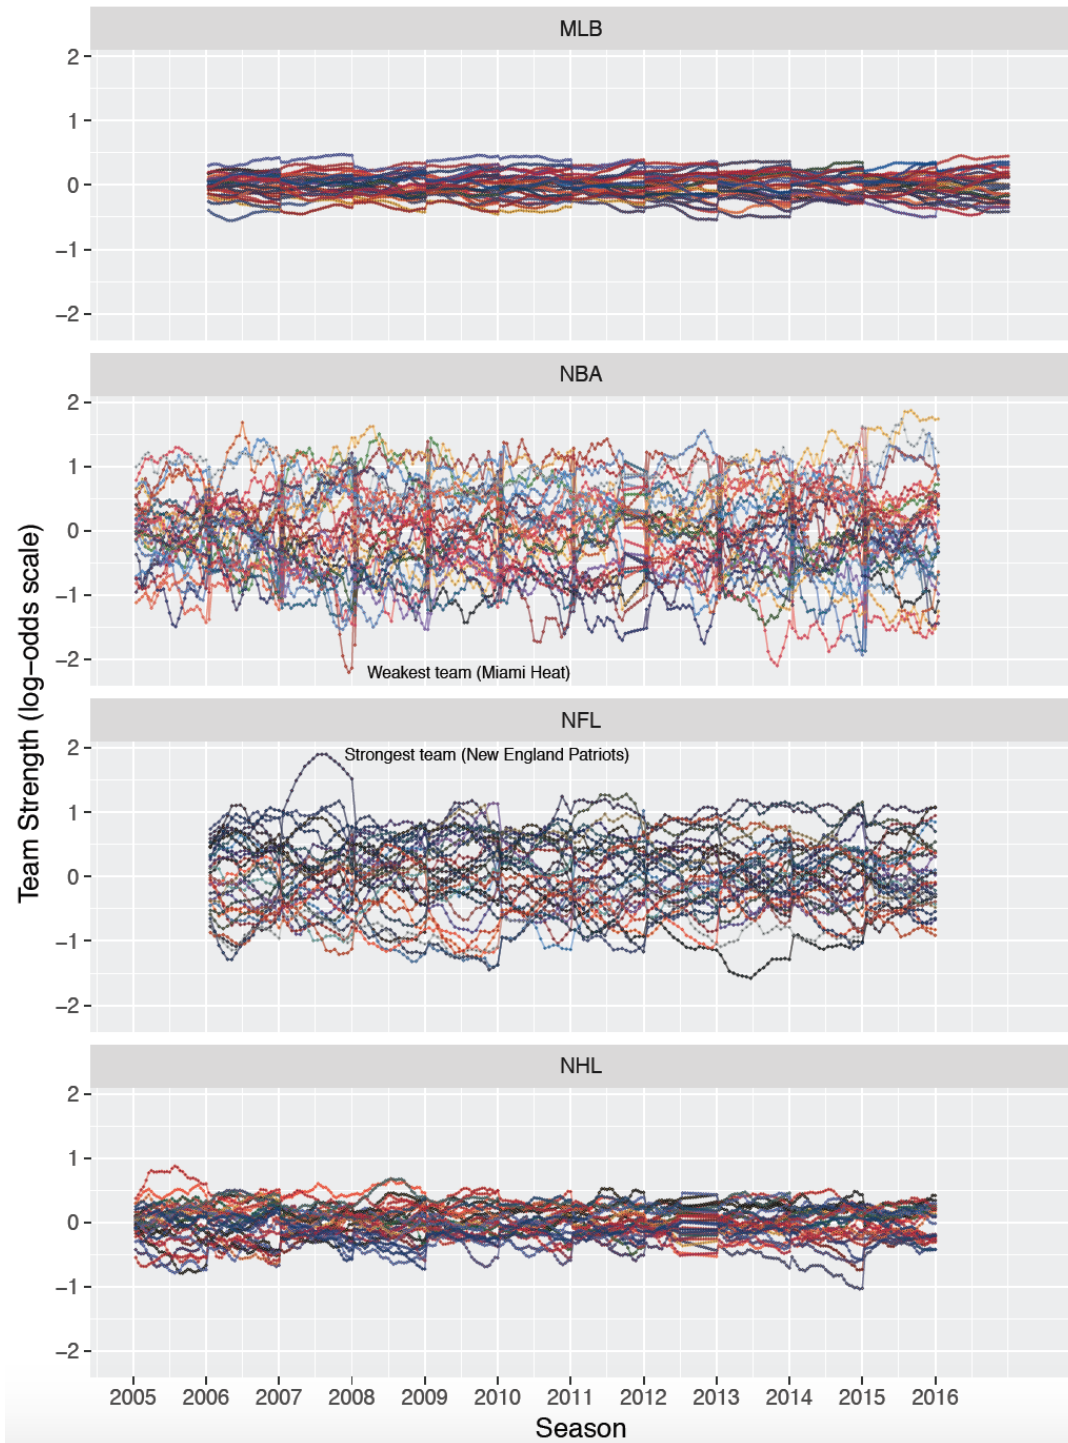 MLB
2
1
0
−1
−2
NBA
2
1
0
−1
−2
Weakest team (Miami Heat)
NFL
2
Strongest team (New England Patriots)
1
0
−1
−2
NHL
2
1
0
−1
−2
Team Strength (log−odds scale)
2005 2006 2007 2008 2009 2010 2011 2012 2013 2014 2015 2016
Season